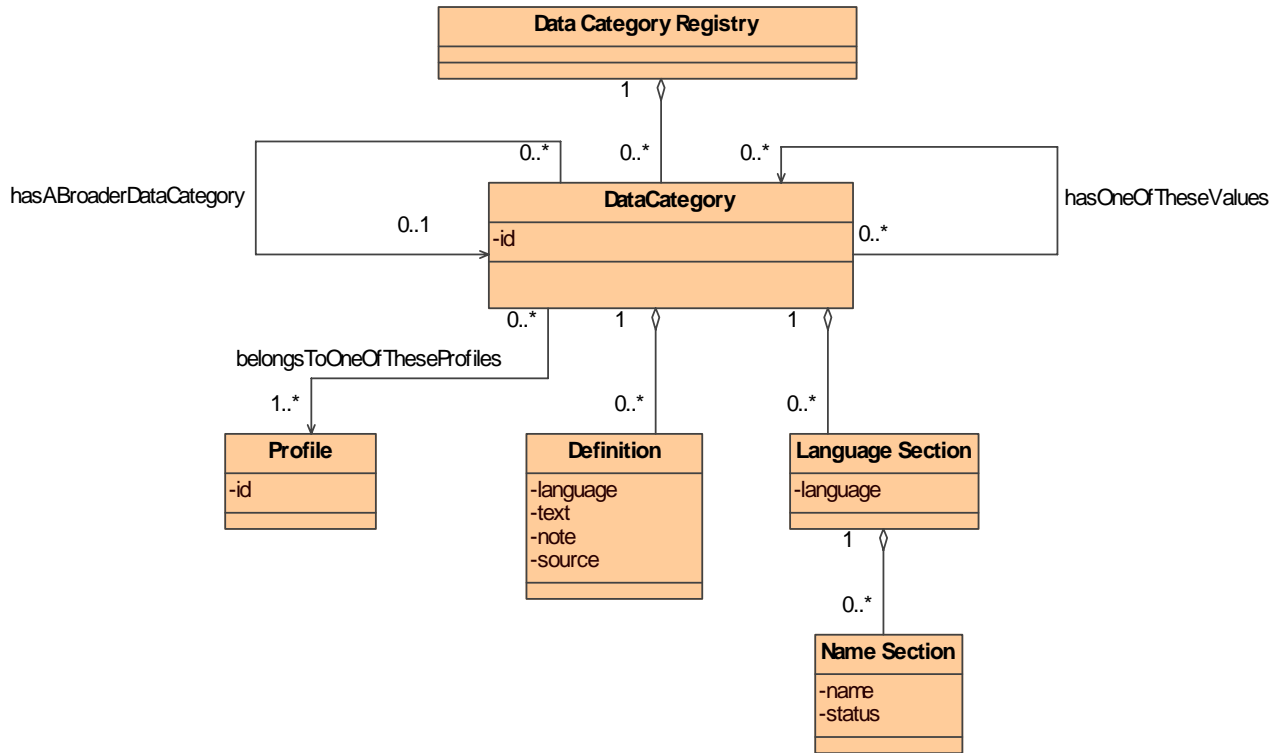 Data Category Registry
1
0..*
0..*
0..*
hasABroaderDataCategory
DataCategory
hasOneOfTheseValues
0..1
-id
0..*
0..*
1
1
belongsToOneOfTheseProfiles
1..*
0..*
0..*
Profile
Definition
Language Section
-id
-language
-language
-text
-note
-source
1
0..*
Name Section
-name
-status